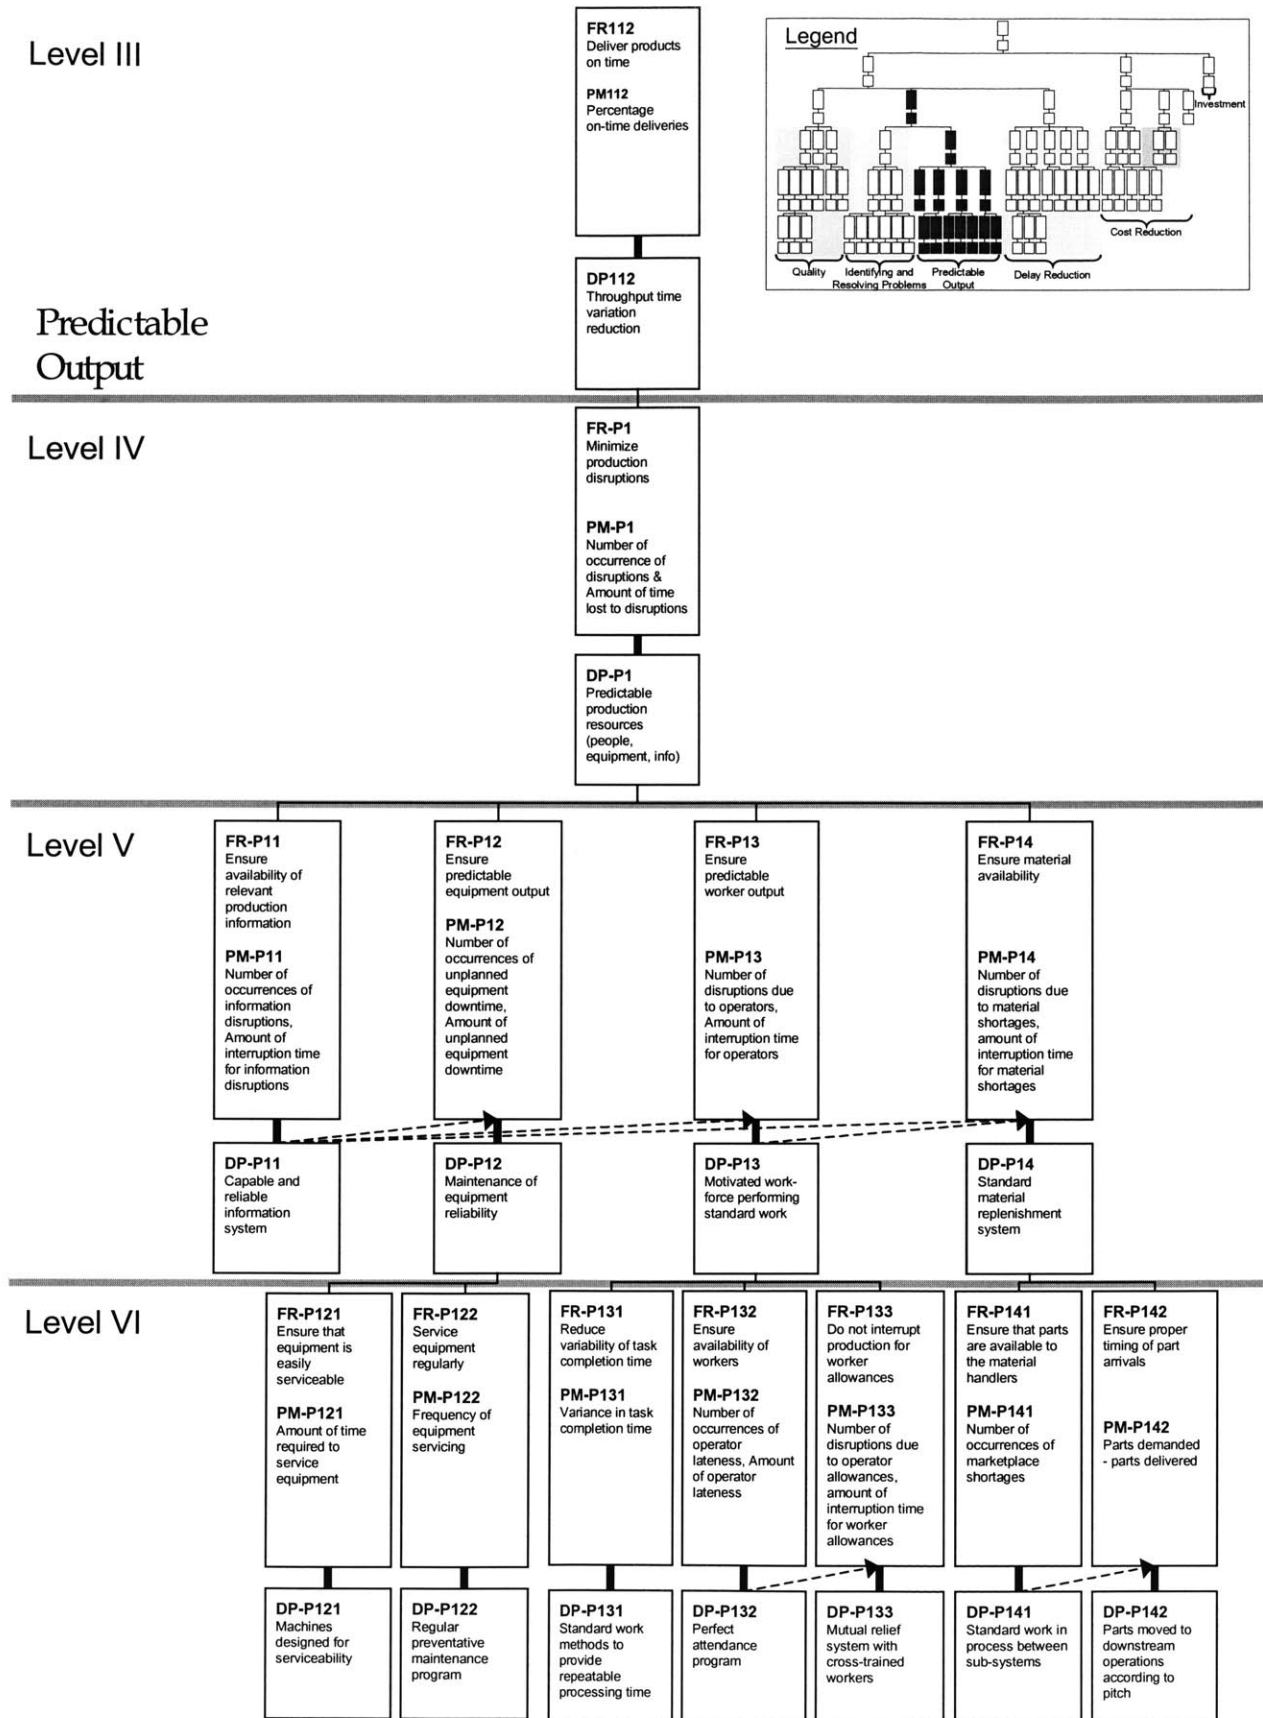 Level III
FR112
Deliver products
on time
PM112
Percentage
on-time deliveries
DP112
Throughput time
variation
reduction
Legend
Investment
Cost Reduction
Quality
Identifying and
Resolving Problems
Predictable
Output
Delay Reduction
Predictable
Output
Level IV
FR-P1
Minimize
production
disruptions
PM-P1
Number of
occurrence of
disruptions &
Amount of time
lost to disruptions
DP-P1
Predictable
production
resources
(people,
equipment, info)
Level V
FR-P11
Ensure
availability of
relevant
production
information
PM-P11
Number of
occurrences of
information
disruptions,
Amount of
interruption time
for information
disruptions
DP-P11
Capable and
reliable
information
system
FR-P12
Ensure
predictable
equipment output
PM-P12
Number of
occurrences of
unplanned
equipment
downtime,
Amount of
unplanned
equipment
downtime
DP-P12
Maintenance of
equipment
reliability
FR-P13
Ensure
predictable
worker output
PM-P13
Number of
disruptions due
to operators,
Amount of
interruption time
for operators
DP-P13
Motivated work-
force performing
standard work
FR-P14
Ensure material
availability
PM-P14
Number of
disruptions due
to material
shortages,
amount of
interruption time
for material
shortages
DP-P14
Standard
material
replenishment
system
Level VI
FR-P121
Ensure that
equipment is
easily
serviceable
PM-P121
Amount of time
required to
service
equipment
DP-P121
Machines
designed for
serviceability
FR-P122
Service
equipment
regularly
PM-P122
Frequency of
equipment
servicing
DP-P122
Regular
preventative
maintenance
program
FR-P131
Reduce
variability of task
completion time
PM-P131
Variance in task
completion time
DP-P131
Standard work
methods to
provide
repeatable
processing time
FR-P132
Ensure
availability of
workers
PM-P132
Number of
occurrences of
operator
lateness, Amount
of operator
lateness
DP-P132
Perfect
attendance
program
FR-P133
Do not interrupt
production for
worker
allowances
PM-P133
Number of
disruptions due
to operator
allowances,
amount of
interruption time
for worker
allowances
DP-P133
Mutual relief
system with
cross-trained
workers
FR-P141
Ensure that parts
are available to
the material
handlers
PM-P141
Number of
occurrences of
marketplace
shortages
DP-P141
Standard work in
process between
sub-systems
FR-P142
Ensure proper
timing of part
arrivals
PM-P142
Parts demanded
- parts delivered
DP-P142
Parts moved to
downstream
operations
according to
pitch